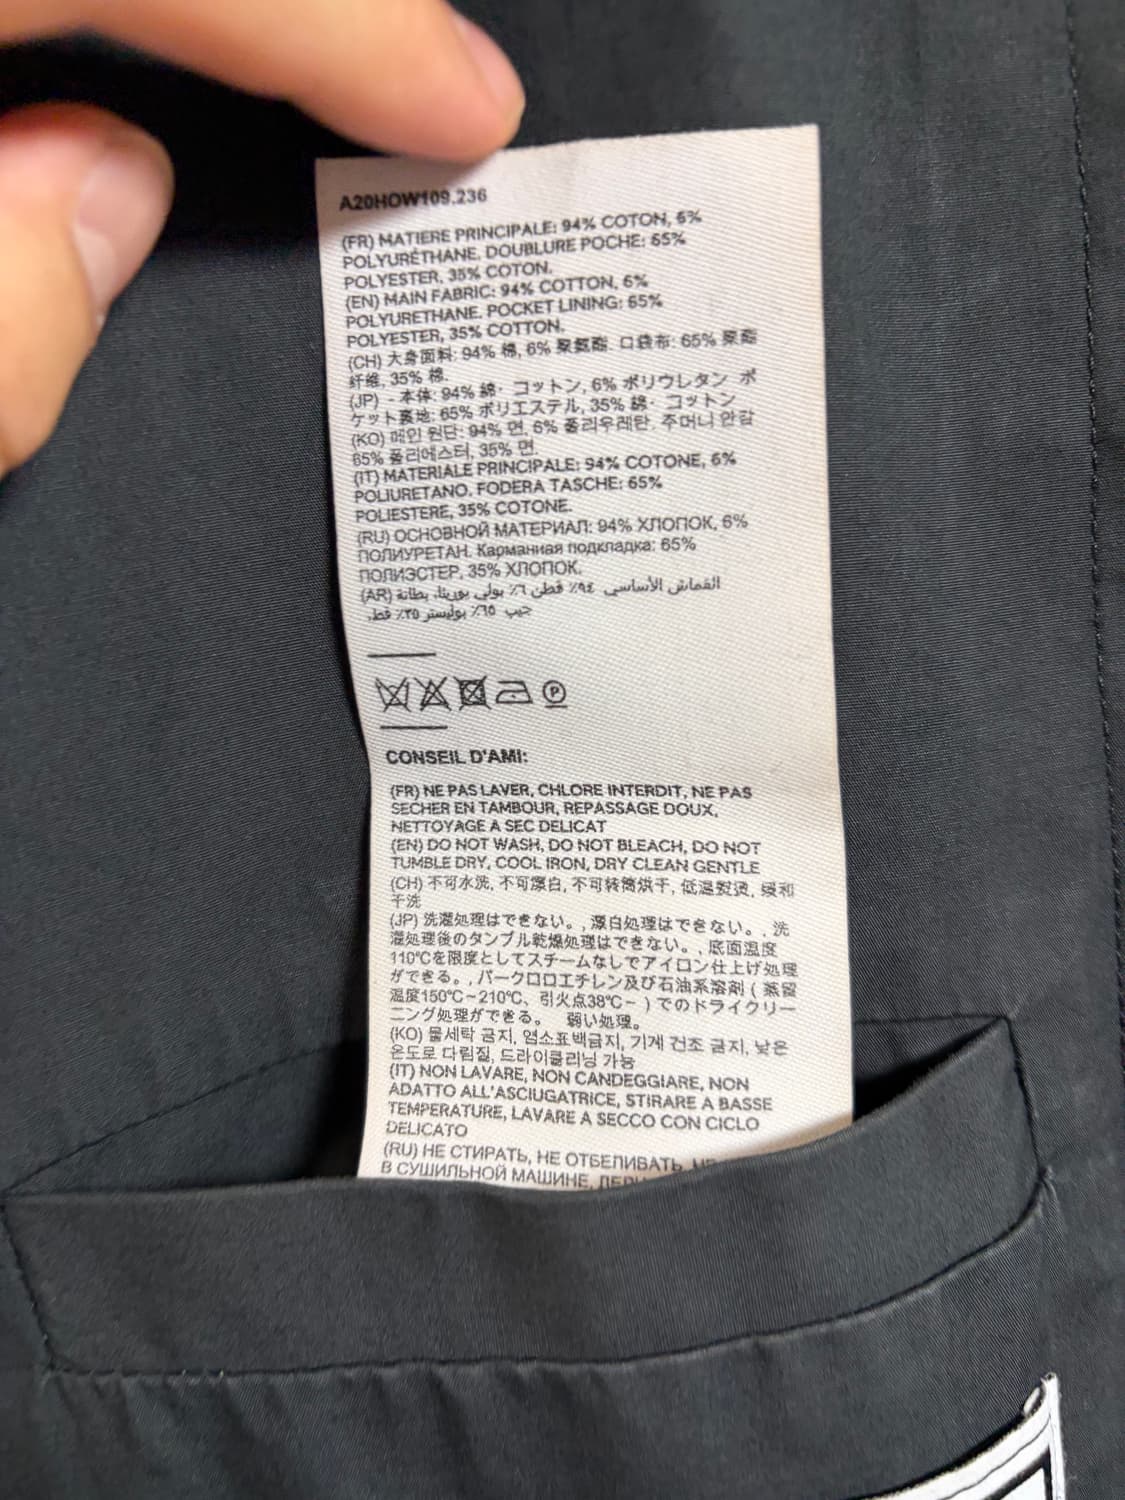 A20HOW109.236
(FR) MATIERE PRINCIPALE: 94% COTON, 6%
POLYURÉTHANE. DOUBLURE POCHE: 65%
POLYESTER, 35% COTON.
(EN) MAIN FABRIC: 94% COTTON, 6%
POLYURETHANE. POCKET LINING: 65%
POLYESTER, 35% COTTON.
(CH) 大身面料: 94% 棉, 6% 聚氨酯. 口袋布: 65% 聚酯
纤维, 35% 棉.
(JP) - 本体: 94% 綿・コットン, 6% ポリウレタン ポ
ケット裏地: 65% ポリエステル, 35% 綿・コットン
(KO) 메인 원단: 94% 면, 6% 폴리우레탄. 주머니 안감
65% 폴리에스터, 35% 면.
(IT) MATERIALE PRINCIPALE: 94% COTONE, 6%
POLIURETANO. FODERA TASCHE: 65%
POLIESTERE, 35% COTONE.
(RU) ОСНОВНОЙ МАТЕРИАЛ: 94% ХЛОПОК, 6%
ПОЛИУРЕТАН. Карманная подкладка: 65%
ПОЛИЭСТЕР, 35% ХЛОПОК.
(AR) القماش الأساسي ٩٤٪ قطن ٦٪ بولي يوريثا، بطانة
جيب ٦٥٪ بوليستر ٣٥٪ قط.
P
CONSEIL D'AMI:
(FR) NE PAS LAVER, CHLORE INTERDIT, NE PAS
SECHER EN TAMBOUR, REPASSAGE DOUX,
NETTOYAGE A SEC DELICAT
(EN) DO NOT WASH, DO NOT BLEACH, DO NOT
TUMBLE DRY, COOL IRON, DRY CLEAN GENTLE
(CH) 不可水洗, 不可漂白, 不可转筒烘干, 低温熨烫, 缓和
干洗
(JP) 洗濯処理はできない。, 漂白処理はできない。, 洗
濯処理後のタンブル乾燥処理はできない。, 底面温度
110℃を限度としてスチームなしでアイロン仕上げ処理
ができる。, パークロロエチレン及び石油系溶剤 ( 蒸留
温度150℃~210℃、引火点38℃~ ) でのドライクリー
ニング処理ができる。 弱い処理。
(KO) 물세탁 금지, 염소표백금지, 기계 건조 금지, 낮은
온도로 다림질, 드라이클리닝 가능
(IT) NON LAVARE, NON CANDEGGIARE, NON
ADATTO ALL'ASCIUGATRICE, STIRARE A BASSE
TEMPERATURE, LAVARE A SECCO CON CICLO
DELICATO
(RU) НЕ СТИРАТЬ, НЕ ОТБЕЛИВАТЬ,
В СУШИЛЬНОЙ МАШИНЕ,